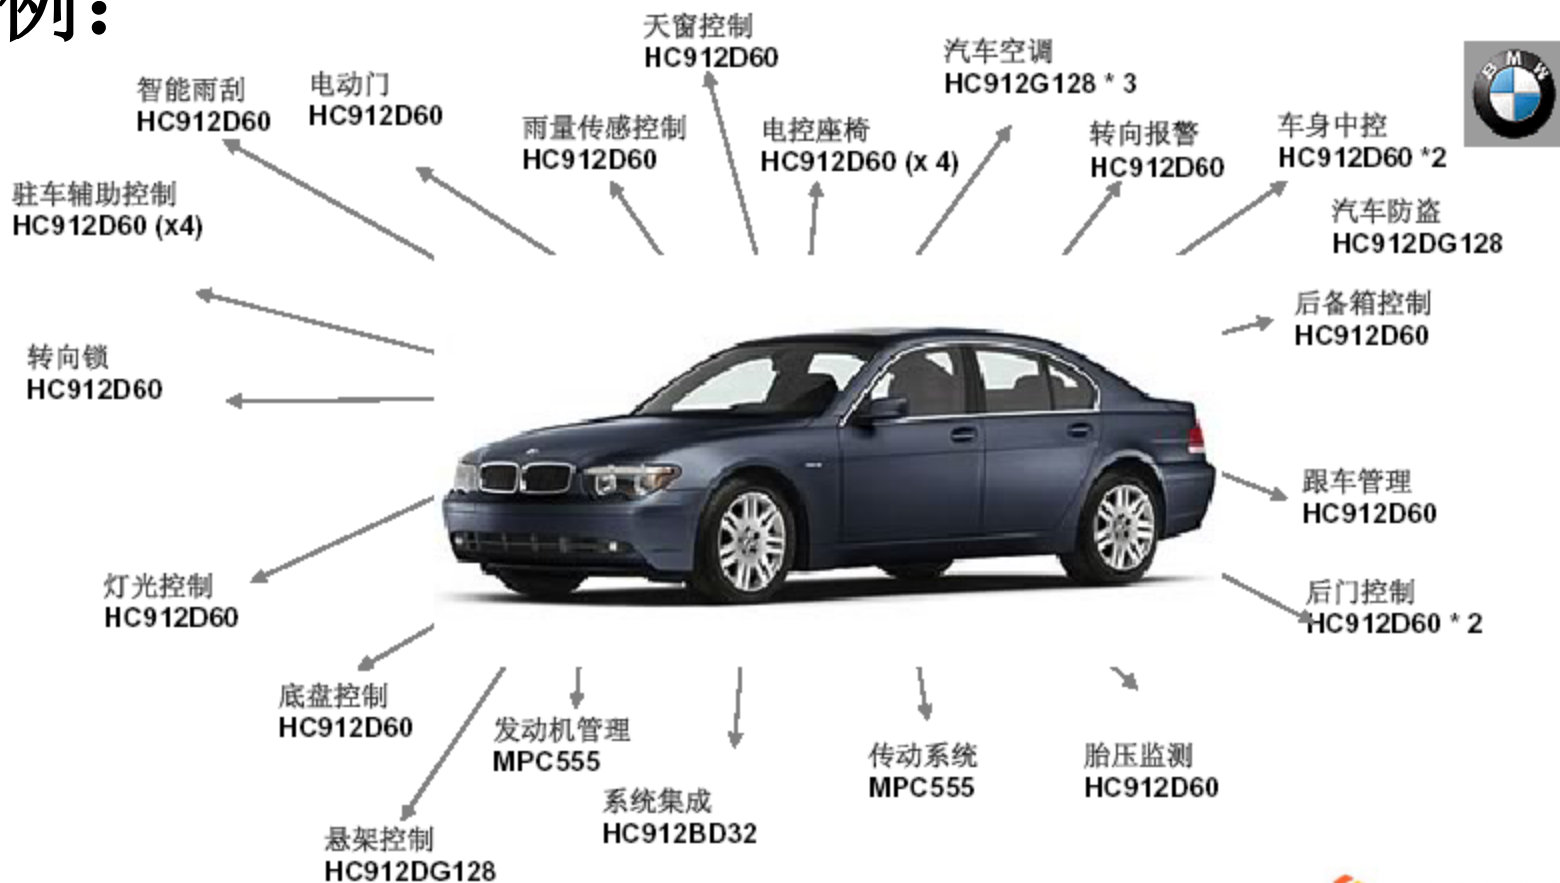 例：
天窗控制
HC912D60
汽车空调
HC912G128 * 3
智能雨刮
HC912D60
电动门
HC912D60
雨量传感控制
HC912D60
电控座椅
HC912D60 (x 4)
转向报警
HC912D60
车身中控
HC912D60 *2
BMW
驻车辅助控制
HC912D60 (x4)
汽车防盗
HC912DG128
后备箱控制
HC912D60
转向锁
HC912D60
跟车管理
HC912D60
灯光控制
HC912D60
后门控制
HC912D60 * 2
底盘控制
HC912D60
发动机管理
MPC555
传动系统
MPC555
胎压监测
HC912D60
系统集成
HC912BD32
悬架控制
HC912DG128